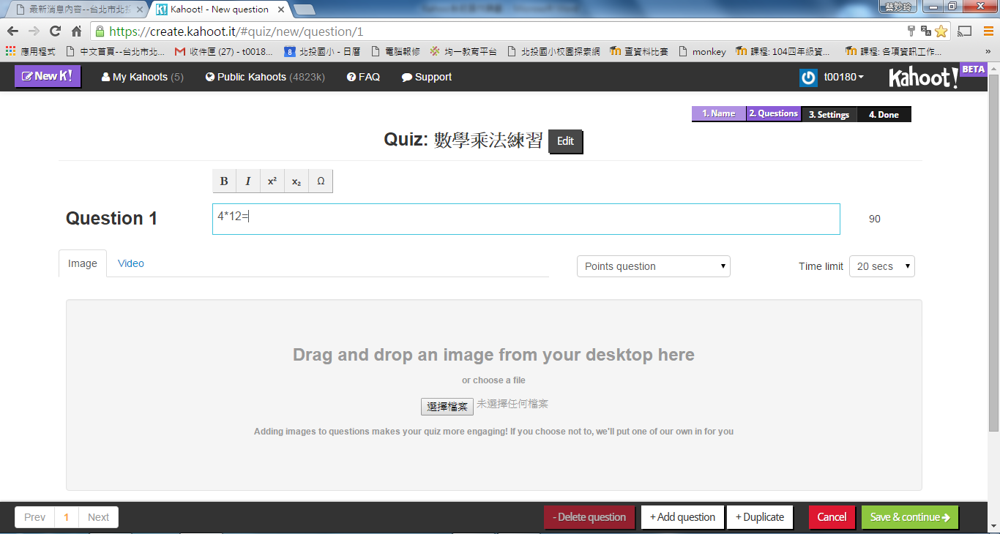 最新消息內容--台北市北投
Kahoot! - New question
蔡妙玲
https://create.kahoot.it/#quiz/new/question/1
應用程式 中文首頁--台北市北... 收件匣 (27) - t0018... 8 北投國小 - 日曆 電腦報修 均一教育平台 北投國小校園探索網 查資料比賽 monkey 課程: 104四年級資... 課程: 各項資訊工作... »
New K! My Kahoots (5) Public Kahoots (4823k) FAQ Support t00180 Kahoot! BETA
1. Name 2. Questions 3. Settings 4. Done
Quiz: 數學乘法練習 Edit
B I x² x₂ Ω
Question 1 4*12= 90
Image Video Points question Time limit 20 secs
Drag and drop an image from your desktop here
or choose a file
選擇檔案 未選擇任何檔案
Adding images to questions makes your quiz more engaging! If you choose not to, we'll put one of our own in for you
Prev 1 Next - Delete question + Add question + Duplicate Cancel Save & continue